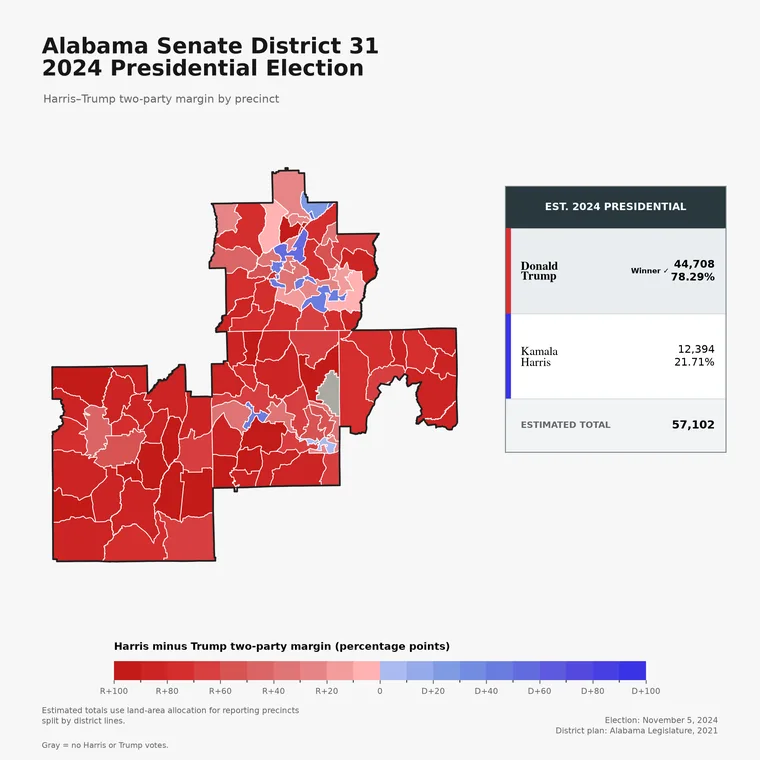 Alabama Senate District 31
2024 Presidential Election
Harris–Trump two-party margin by precinct
EST. 2024 PRESIDENTIAL
Donald
Trump
Winner ✓
44,708
78.29%
Kamala
Harris
12,394
21.71%
ESTIMATED TOTAL
57,102
Harris minus Trump two-party margin (percentage points)
R+100 R+80 R+60 R+40 R+20 0 D+20 D+40 D+60 D+80 D+100
Estimated totals use land-area allocation for reporting precincts
split by district lines.
Gray = no Harris or Trump votes.
Election: November 5, 2024
District plan: Alabama Legislature, 2021